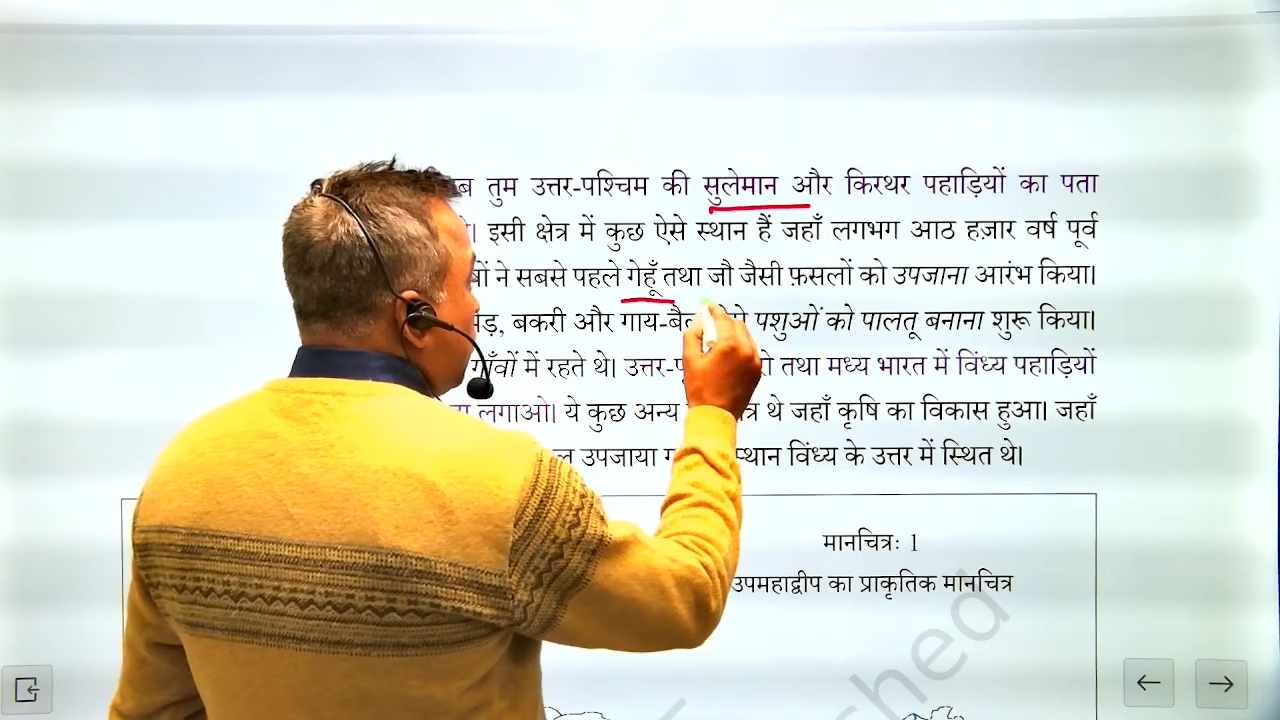 तुम उत्तर-पश्चिम की सुलेमान और किरथर पहाड़ियों का पता
इसी क्षेत्र में कुछ ऐसे स्थान हैं जहाँ लगभग आठ हज़ार वर्ष पूर्व
ने सबसे पहले गेहूँ तथा जौ जैसी फ़सलों को उपजाना आरंभ किया।
बकरी और गाय-बैल पशुओं को पालतू बनाना शुरू किया।
गाँवों में रहते थे। तथा मध्य भारत में विंध्य पहाड़ियों
लगाओ। ये कुछ अन्य थे जहाँ कृषि का विकास हुआ। जहाँ
उपजाया स्थान विंध्य के उत्तर में स्थित थे।
मानचित्रः 1
उपमहाद्वीप का प्राकृतिक मानचित्र